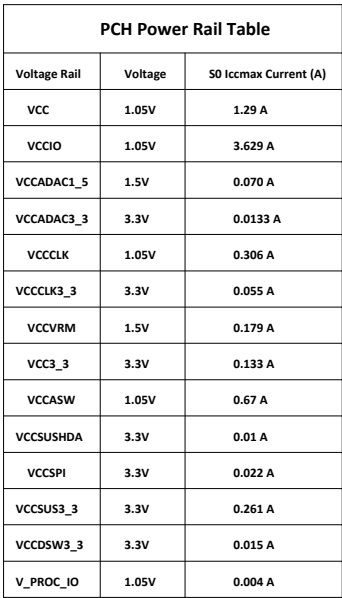 PCH Power Rail Table
Voltage Rail Voltage S0 Iccmax Current (A)
VCC 1.05V 1.29 A
VCCIO 1.05V 3.629 A
VCCADAC1_5 1.5V 0.070 A
VCCADAC3_3 3.3V 0.0133 A
VCCCLK 1.05V 0.306 A
VCCCLK3_3 3.3V 0.055 A
VCCVRM 1.5V 0.179 A
VCC3_3 3.3V 0.133 A
VCCASW 1.05V 0.67 A
VCCSUSHDA 3.3V 0.01 A
VCCSPI 3.3V 0.022 A
VCCSUS3_3 3.3V 0.261 A
VCCDSW3_3 3.3V 0.015 A
V_PROC_IO 1.05V 0.004 A